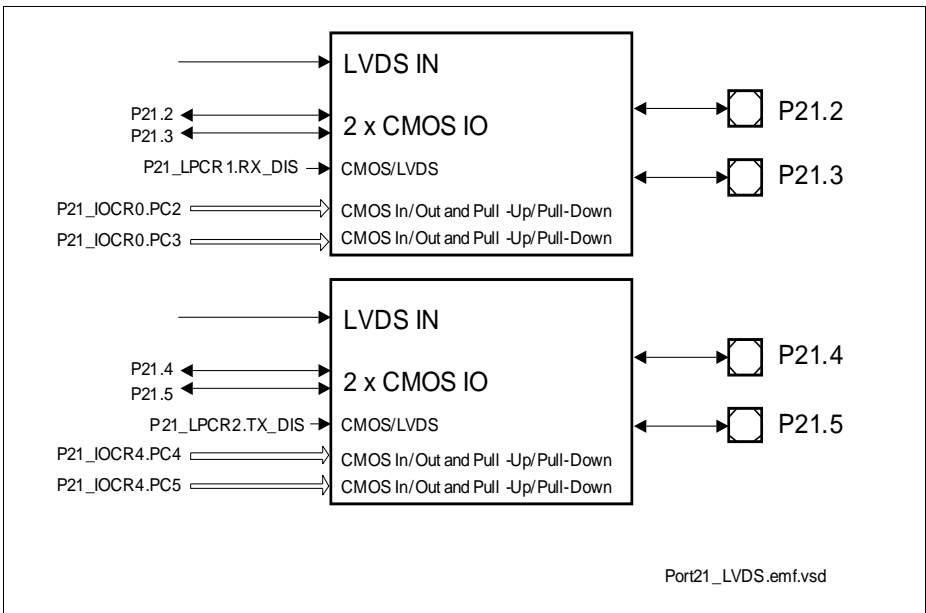 LVDS IN
P21.2
P21.3
2 x CMOS IO
P21_LPCR1.RX_DIS
CMOS/LVDS
P21_IOCR0.PC2
CMOS In/Out and Pull -Up/Pull-Down
P21_IOCR0.PC3
CMOS In/Out and Pull -Up/Pull-Down
P21.2
P21.3
LVDS IN
P21.4
P21.5
2 x CMOS IO
P21_LPCR2.TX_DIS
CMOS/LVDS
P21_IOCR4.PC4
CMOS In/Out and Pull -Up/Pull-Down
P21_IOCR4.PC5
CMOS In/Out and Pull -Up/Pull-Down
P21.4
P21.5
Port21_LVDS.emf.vsd